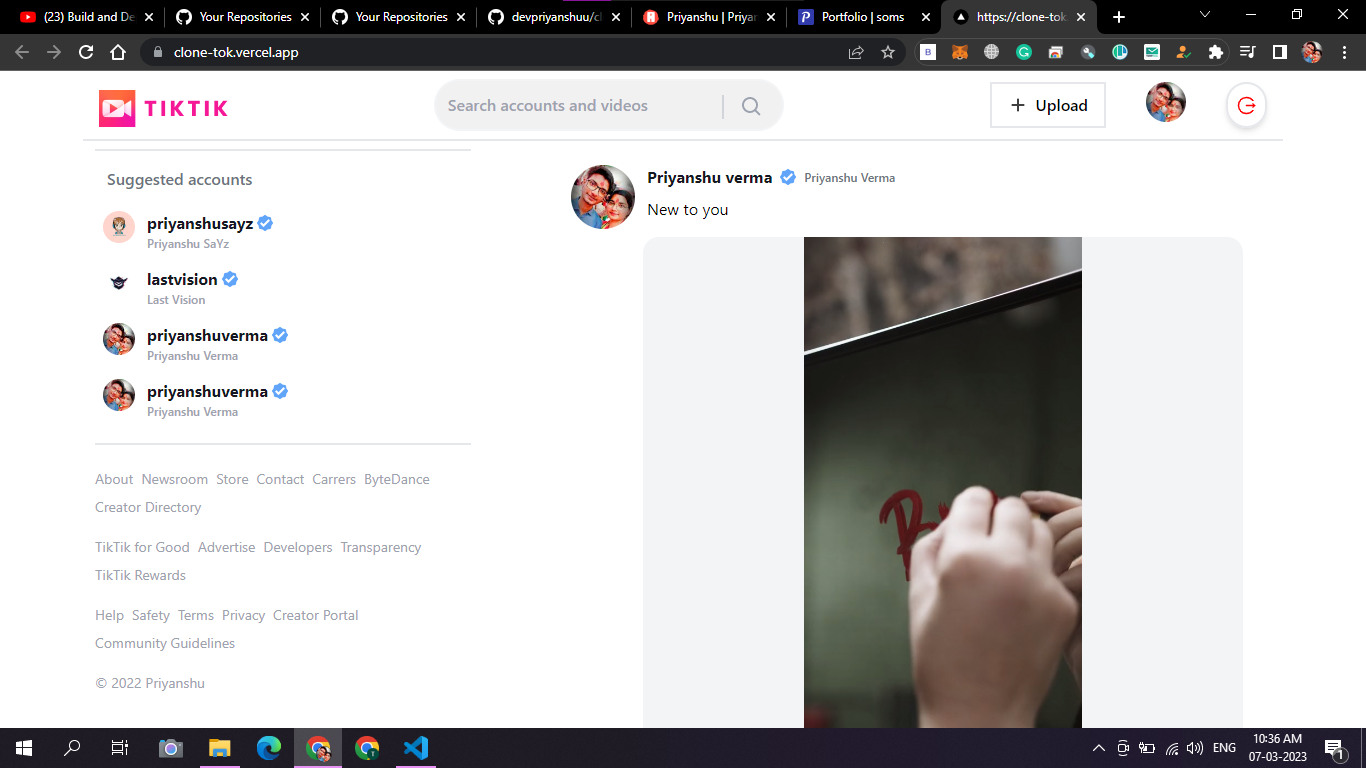 (23) Build and De
Your Repositories
Your Repositories
devpriyanshuu/cl
Priyanshu | Priyan
Portfolio | soms
https://clone-tok.
clone-tok.vercel.app
TIKTIK
Search accounts and videos
Upload
Suggested accounts
priyanshusayz
Priyanshu SaYz
lastvision
Last Vision
priyanshuverma
Priyanshu Verma
priyanshuverma
Priyanshu Verma
About Newsroom Store Contact Carrers ByteDance
Creator Directory
TikTik for Good Advertise Developers Transparency
TikTik Rewards
Help Safety Terms Privacy Creator Portal
Community Guidelines
© 2022 Priyanshu
Priyanshu verma Priyanshu Verma
New to you
ENG
10:36 AM
07-03-2023
1